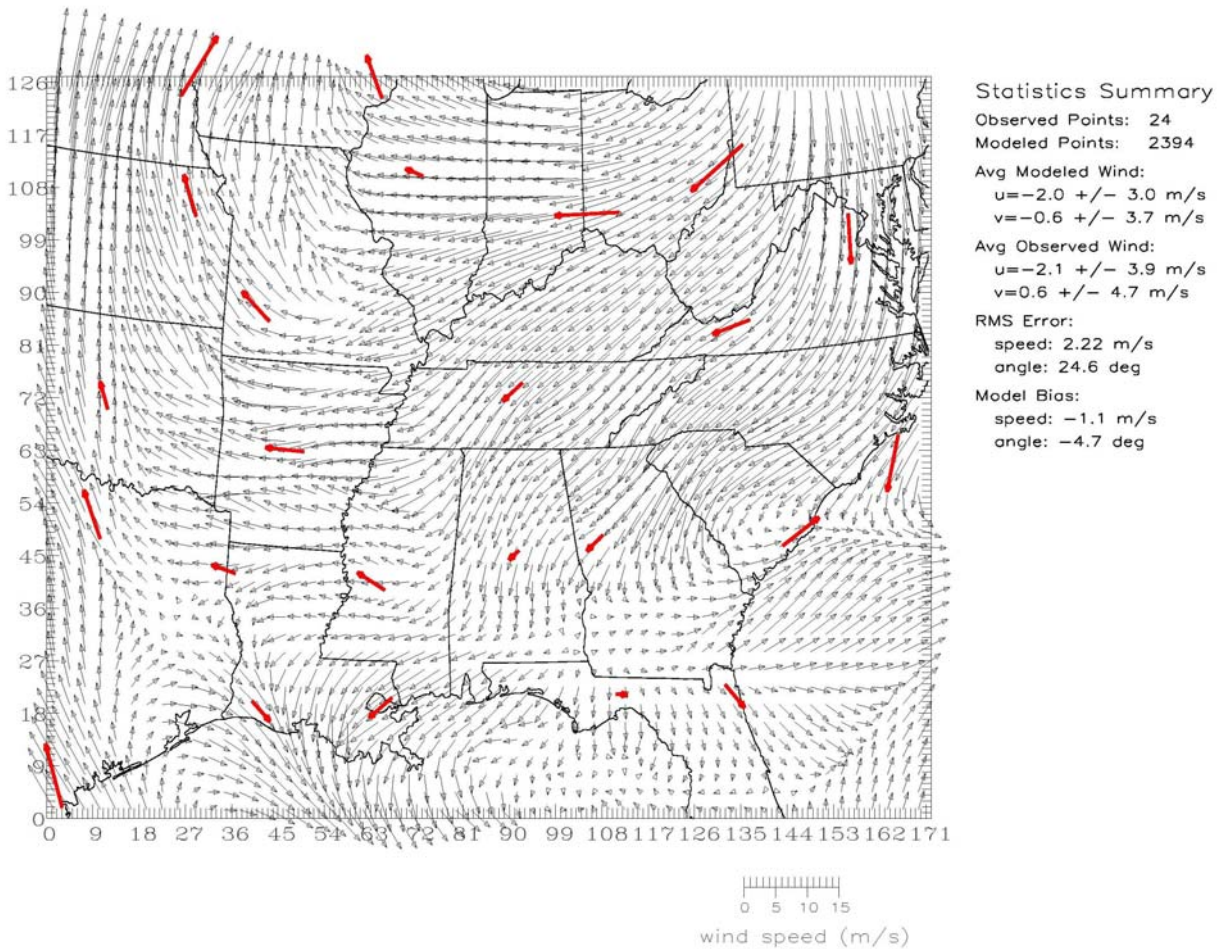 126
117
108
99
90
81
72
63
54
45
36
27
18
9
0
0 9 18 27 36 45 54 63 72 81 90 99 108 117 126 135 144 153 162 171
Statistics Summary
Observed Points: 24
Modeled Points: 2394
Avg Modeled Wind:
u=−2.0 +/− 3.0 m/s
v=−0.6 +/− 3.7 m/s
Avg Observed Wind:
u=−2.1 +/− 3.9 m/s
v=0.6 +/− 4.7 m/s
RMS Error:
speed: 2.22 m/s
angle: 24.6 deg
Model Bias:
speed: −1.1 m/s
angle: −4.7 deg
0 5 10 15
wind speed (m/s)